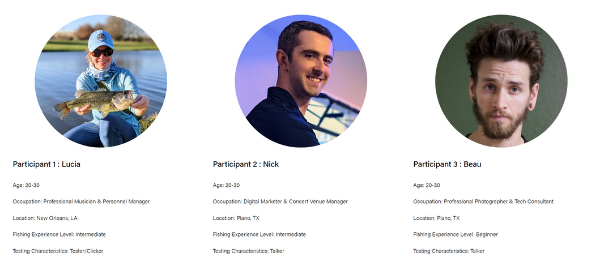 Participant 1 : Lucia
Age: 20-30
Occupation: Professional Musician & Personnel Manager
Location: New Orleans, LA
Fishing Experience Level: Intermediate
Testing Characteristics: Tester/Clicker
Participant 2 : Nick
Age: 20-30
Occupation: Digital Marketer & Concert Venue Manager
Location: Plano, TX
Fishing Experience Level: Intermediate
Testing Characteristics: Talker
Participant 3 : Beau
Age: 20-30
Occupation: Professional Photographer & Tech Consultant
Location: Plano, TX
Fishing Experience Level: Beginner
Testing Characteristics: Talker